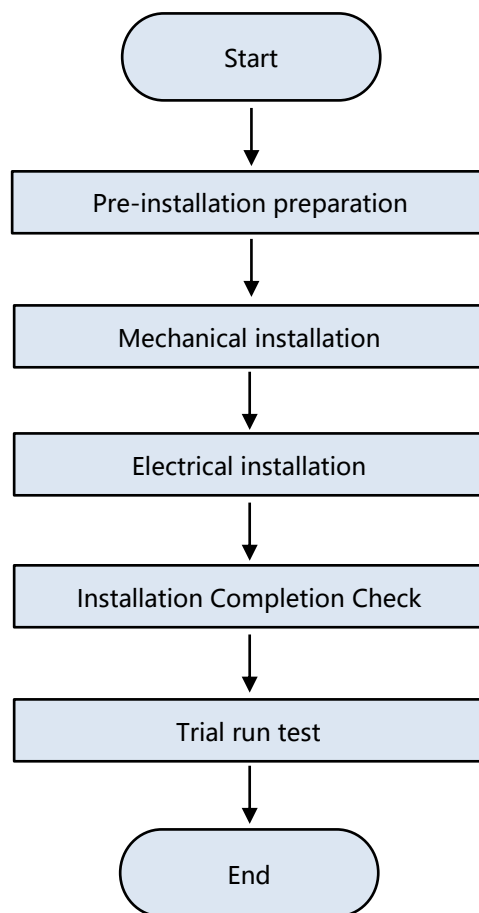 Start
Pre-installation preparation
Mechanical installation
Electrical installation
Installation Completion Check
Trial run test
End